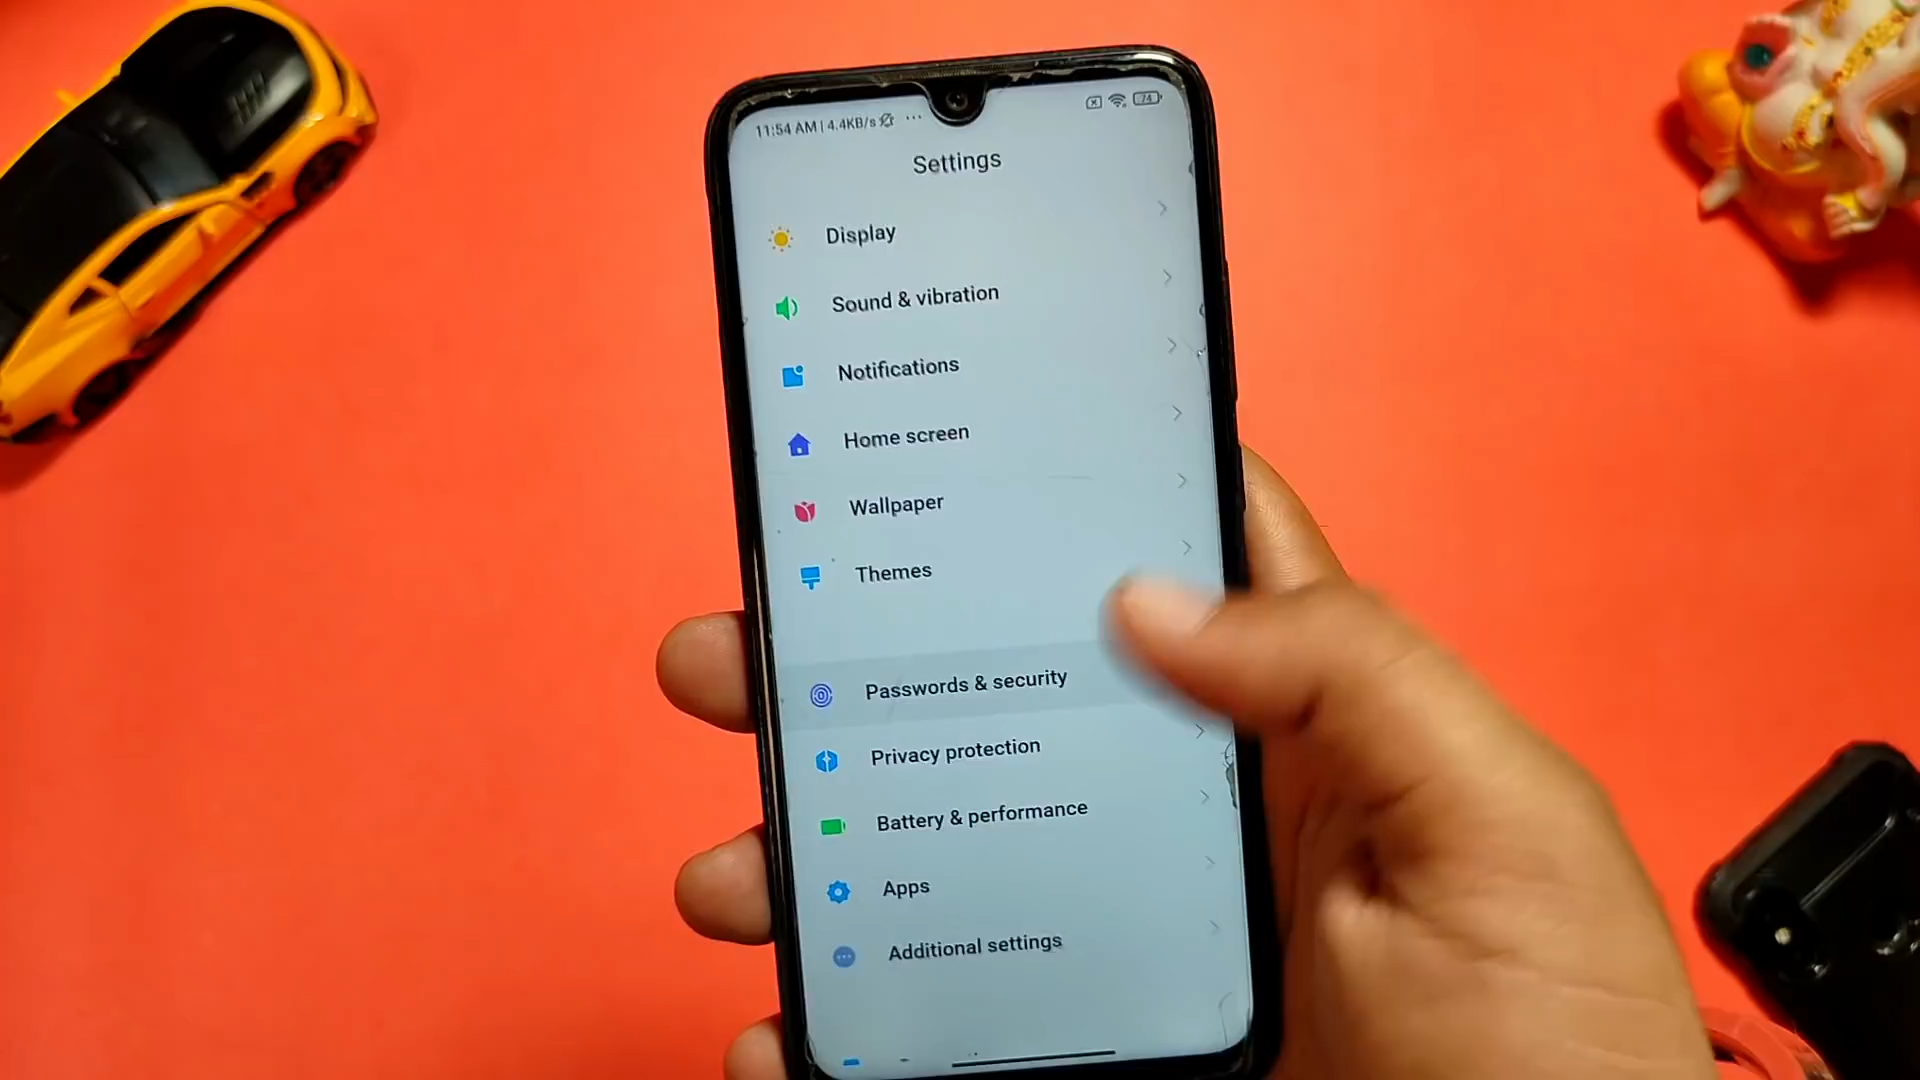 11:54 AM | 4.4KB/s ... 74
Settings
Display
Sound & vibration
Notifications
Home screen
Wallpaper
Themes
Passwords & security
Privacy protection
Battery & performance
Apps
Additional settings